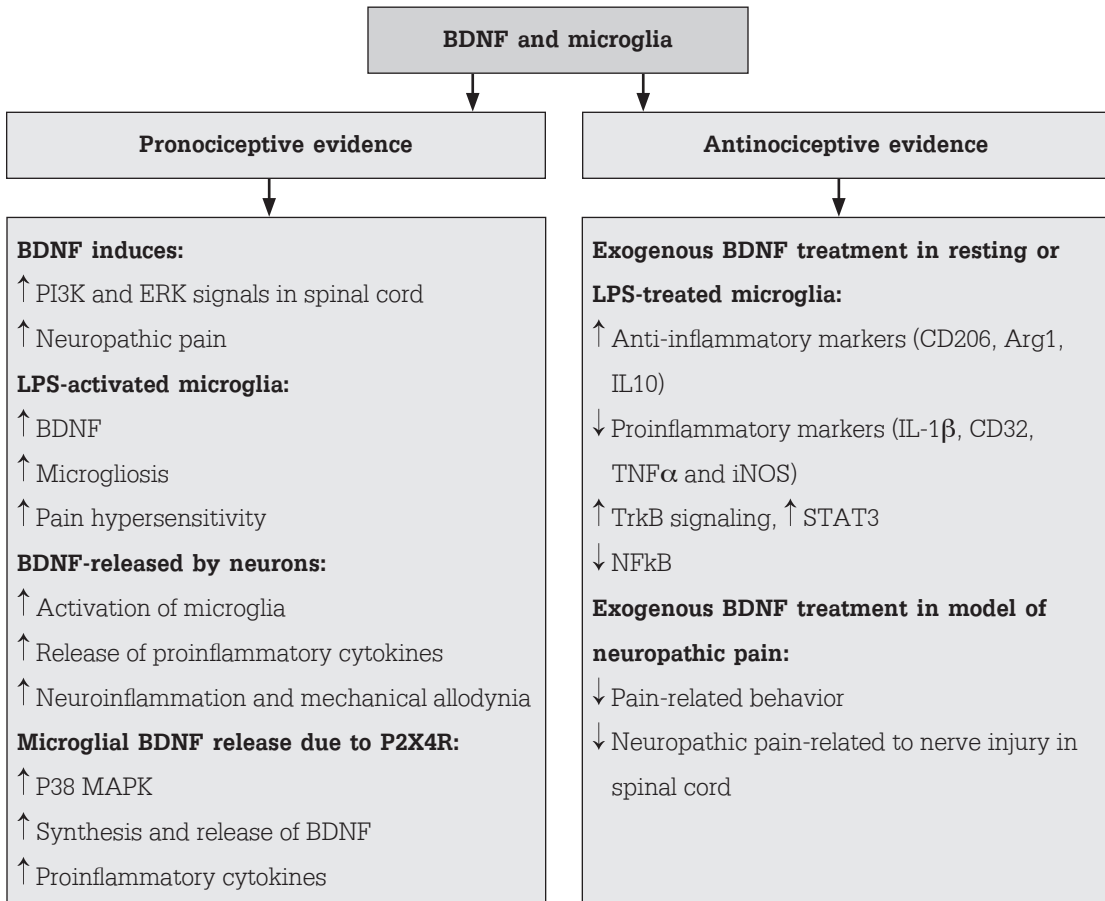 BDNF and microglia
Pronociceptive evidence
BDNF induces:
↑ PI3K and ERK signals in spinal cord
↑ Neuropathic pain
LPS-activated microglia:
↑ BDNF
↑ Microgliosis
↑ Pain hypersensitivity
BDNF-released by neurons:
↑ Activation of microglia
↑ Release of proinflammatory cytokines
↑ Neuroinflammation and mechanical allodynia
Microglial BDNF release due to P2X4R:
↑ P38 MAPK
↑ Synthesis and release of BDNF
↑ Proinflammatory cytokines
Antinociceptive evidence
Exogenous BDNF treatment in resting or
LPS-treated microglia:
↑ Anti-inflammatory markers (CD206, Arg1,
IL10)
↓ Proinflammatory markers (IL-1β, CD32,
TNFα and iNOS)
↑ TrkB signaling, ↑ STAT3
↓ NFkB
Exogenous BDNF treatment in model of
neuropathic pain:
↓ Pain-related behavior
↓ Neuropathic pain-related to nerve injury in
spinal cord